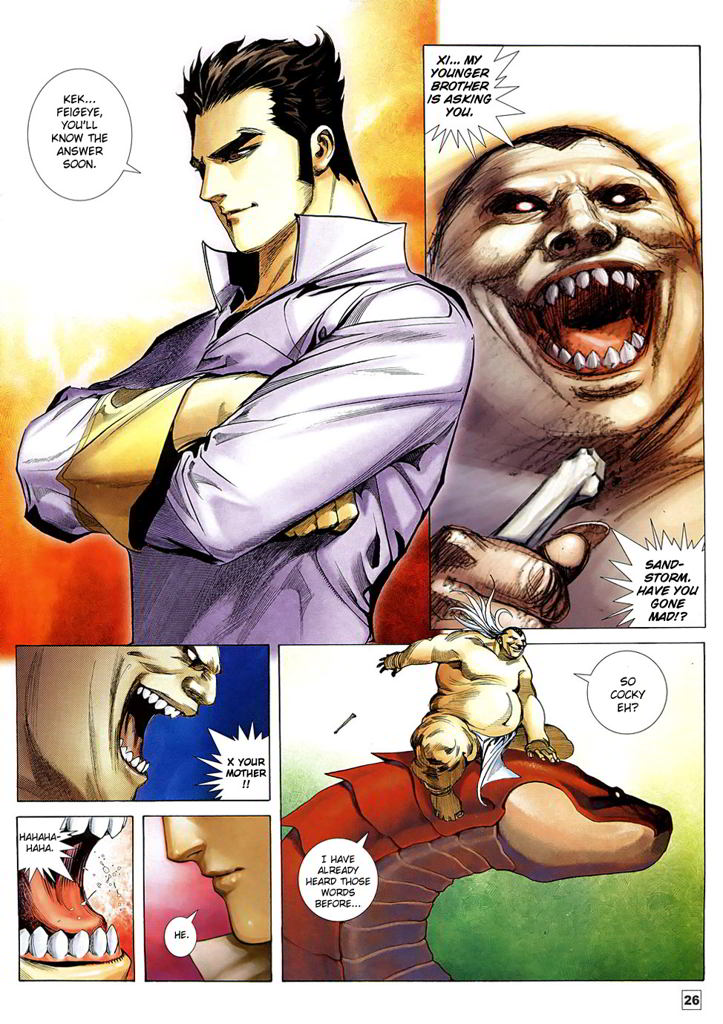 KEK...
FEIGEYE,
YOU'LL
KNOW THE
ANSWER
SOON.
XI... MY
YOUNGER
BROTHER
IS ASKING
YOU.
SAND-
STORM.
HAVE YOU
GONE
MAD!?
X YOUR
MOTHER
!!
SO
COCKY
EH?
HAHAHA-
HAHA.
HE.
I HAVE
ALREADY
HEARD THOSE
WORDS
BEFORE...
26